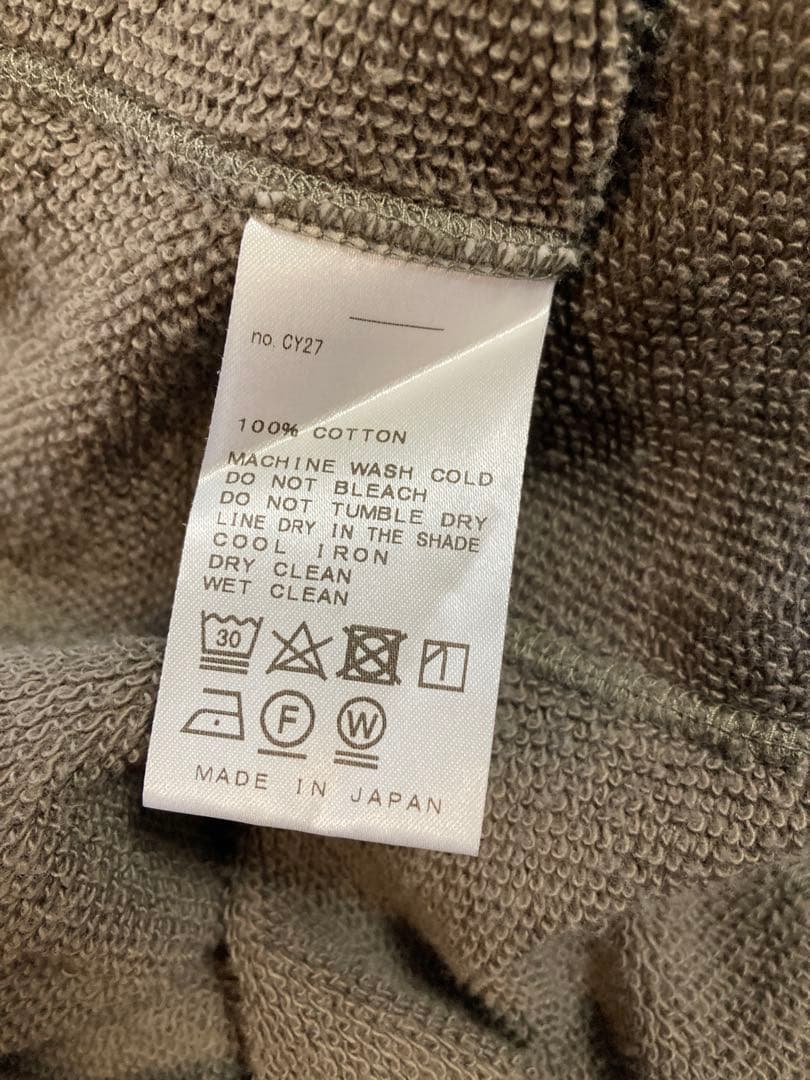 no. CY27
100% COTTON
MACHINE WASH COLD
DO NOT BLEACH
DO NOT TUMBLE DRY
LINE DRY IN THE SHADE
COOL IRON
DRY CLEAN
WET CLEAN
30
F W
MADE IN JAPAN